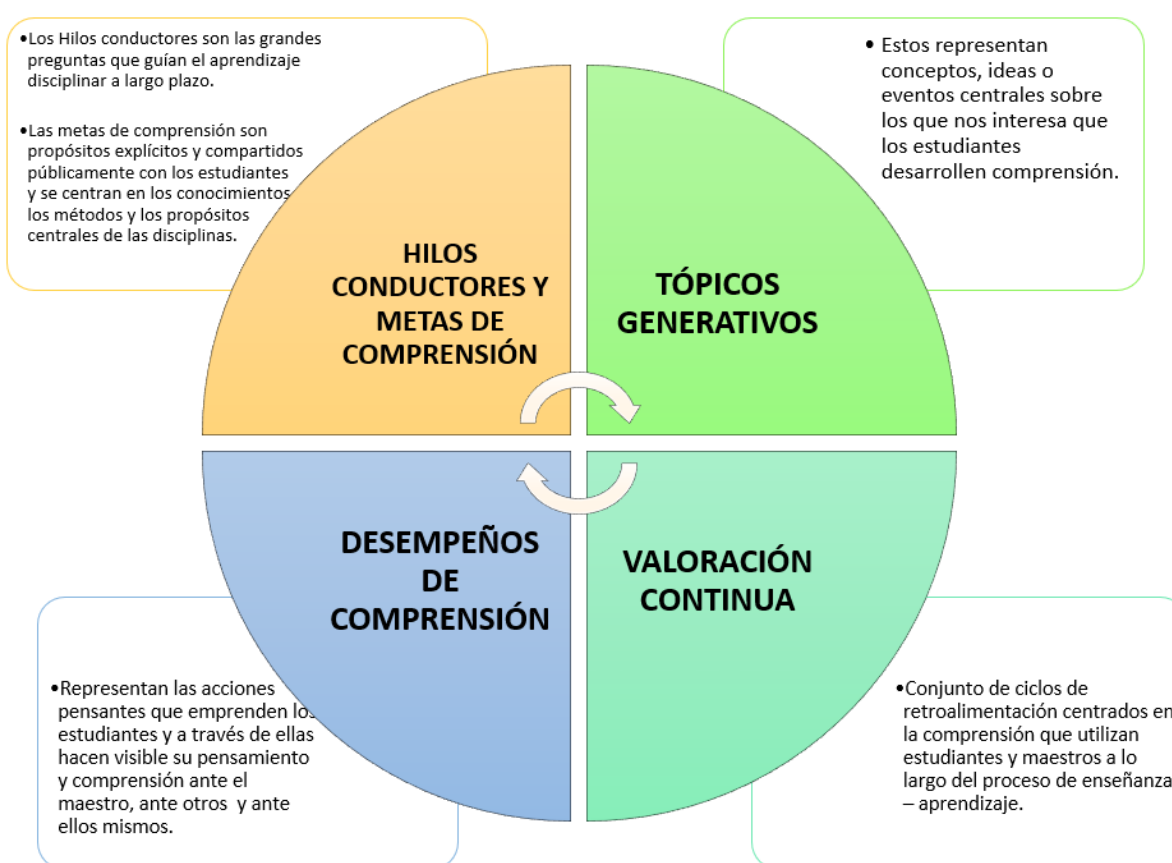 •Los Hilos conductores son las grandes
preguntas que guían el aprendizaje
disciplinar a largo plazo.
•Las metas de comprensión son
propósitos explícitos y compartidos
públicamente con los estudiantes
y se centran en los conocimientos,
los métodos y los propósitos
centrales de las disciplinas.
HILOS
CONDUCTORES Y
METAS DE
COMPRENSIÓN
• Estos representan
conceptos, ideas o
eventos centrales sobre
los que nos interesa que
los estudiantes
desarrollen comprensión.
TÓPICOS
GENERATIVOS
DESEMPEÑOS
DE
COMPRENSIÓN
•Representan las acciones
pensantes que emprenden los
estudiantes y a través de ellas
hacen visible su pensamiento
y comprensión ante el
maestro, ante otros y ante
ellos mismos.
VALORACIÓN
CONTINUA
•Conjunto de ciclos de
retroalimentación centrados en
la comprensión que utilizan
estudiantes y maestros a lo
largo del proceso de enseñanza
– aprendizaje.